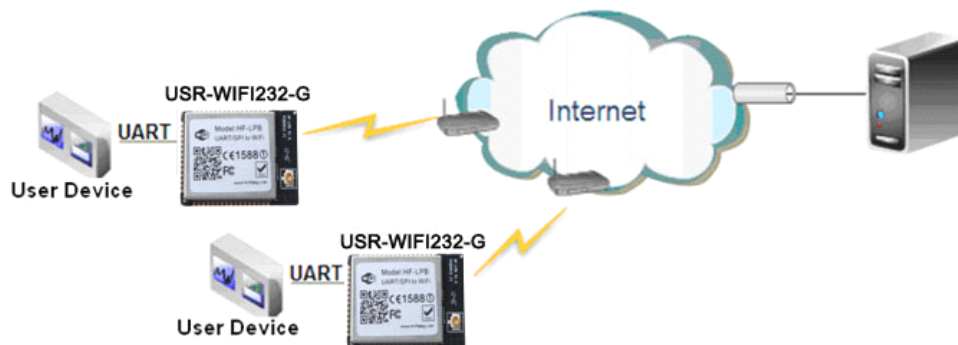 USR-WIFI232-G
UART
User Device
Model:HF-LPB
UART/SPI to WiFi
CE1588
FC
Internet
USR-WIFI232-G
UART
User Device
Model:HF-LPB
UART/SPI to WiFi
CE1588
FC